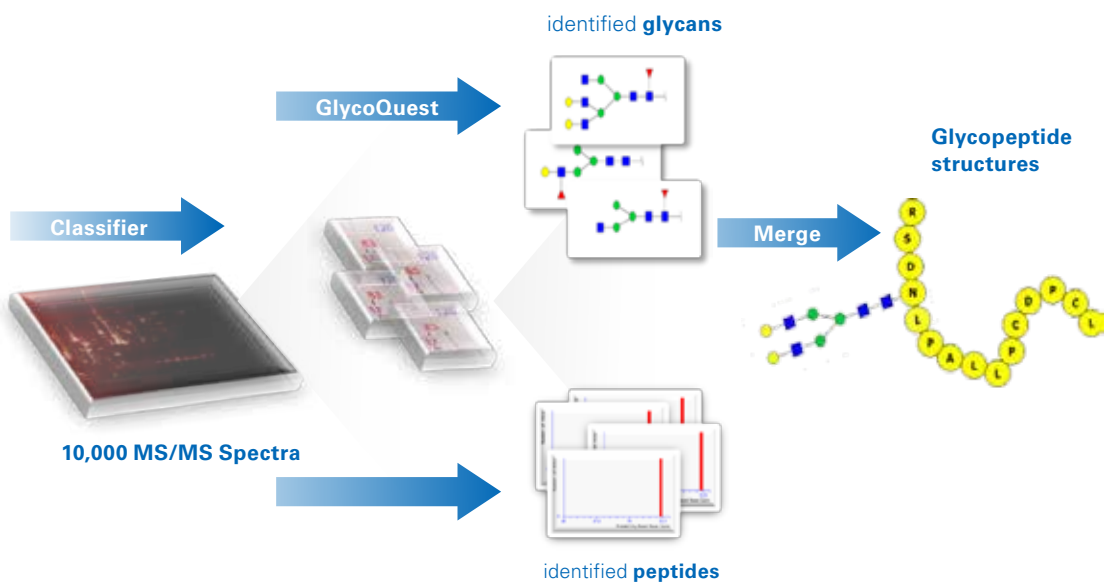 identified glycans
GlycoQuest
Glycopeptide
structures
Classifier
Merge
R
S
D
N
L
P
A
L
L
P
C
D
P
C
L
10,000 MS/MS Spectra
identified peptides